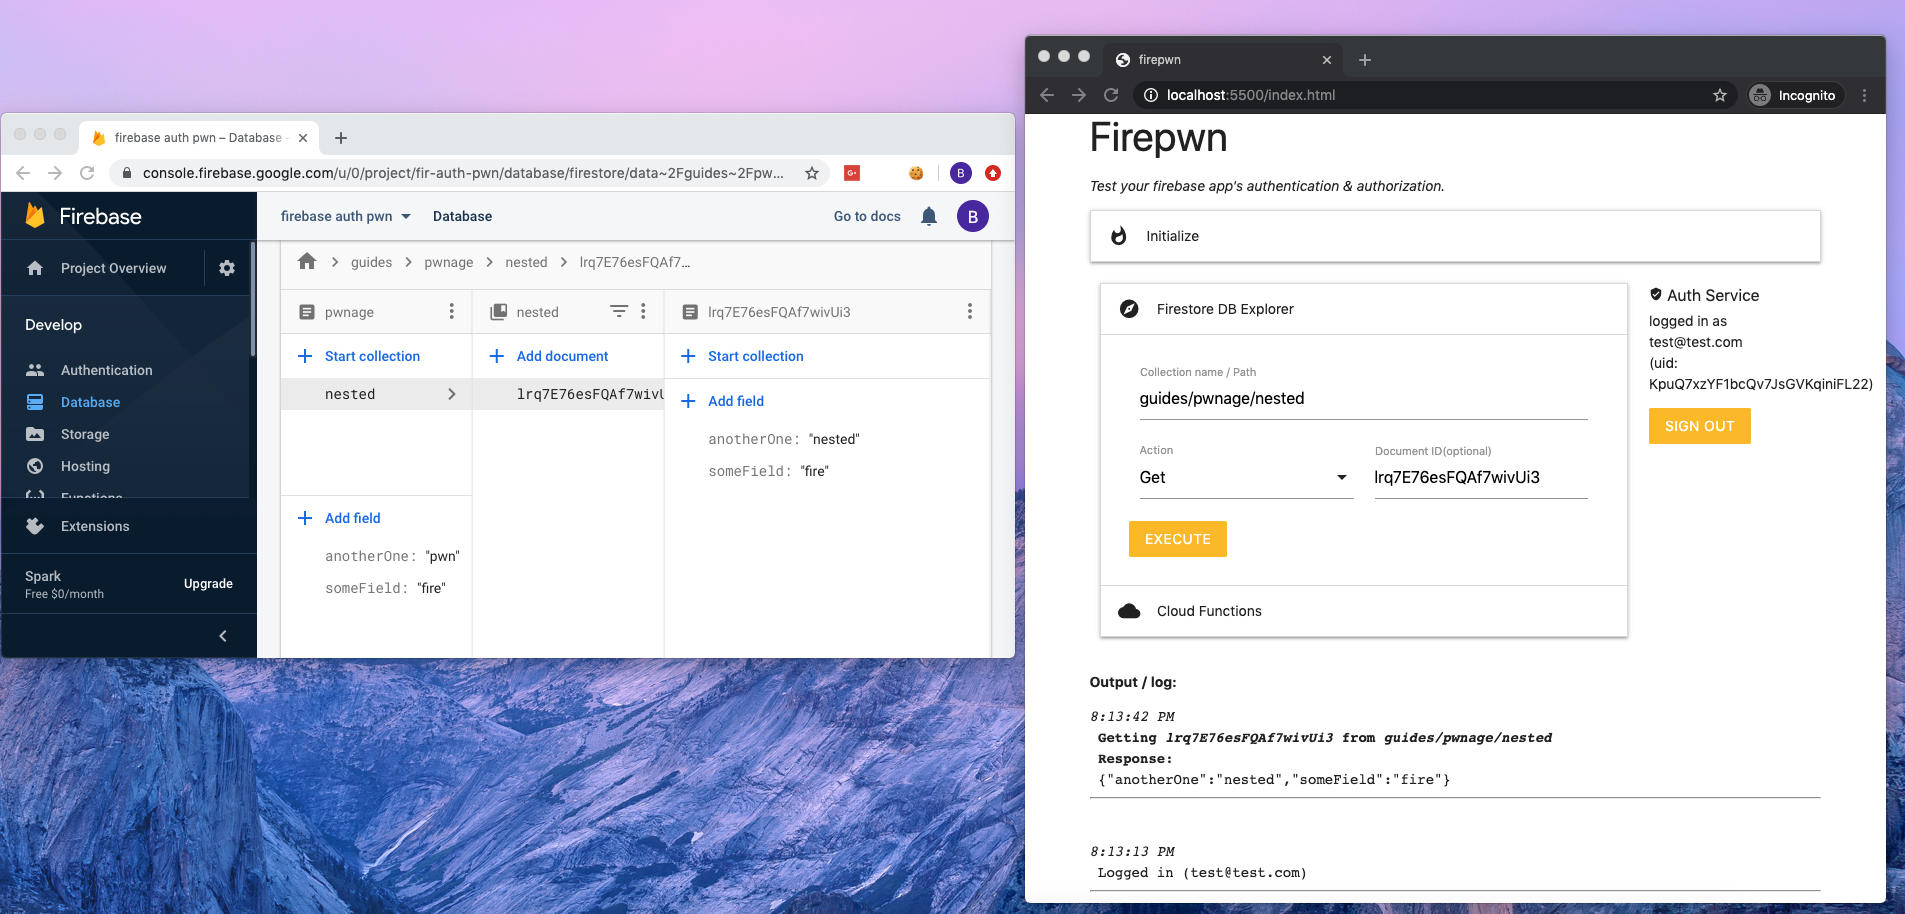 firebase auth pwn – Database -
console.firebase.google.com/u/0/project/fir-auth-pwn/database/firestore/data~2Fguides~2Fpw...
G+
B
Firebase
firebase auth pwn
Database
Go to docs
B
Project Overview
Develop
Authentication
Database
Storage
Hosting
Functions
Extensions
Spark
Free $0/month
Upgrade
guides
pwnage
nested
lrq7E76esFQAf7...
pwnage
Start collection
nested
Add field
anotherOne: "pwn"
someField: "fire"
nested
Add document
lrq7E76esFQAf7wivU
lrq7E76esFQAf7wivUi3
Start collection
Add field
anotherOne: "nested"
someField: "fire"
firepwn
localhost:5500/index.html
Incognito
Firepwn
Test your firebase app's authentication & authorization.
Initialize
Firestore DB Explorer
Collection name / Path
guides/pwnage/nested
Action
Get
Document ID(optional)
lrq7E76esFQAf7wivUi3
EXECUTE
Cloud Functions
Auth Service
logged in as
test@test.com
(uid:
KpuQ7xzYF1bcQv7JsGVKqiniFL22)
SIGN OUT
Output / log:
8:13:42 PM
Getting lrq7E76esFQAf7wivUi3 from guides/pwnage/nested
Response:
{"anotherOne":"nested","someField":"fire"}
8:13:13 PM
Logged in (test@test.com)